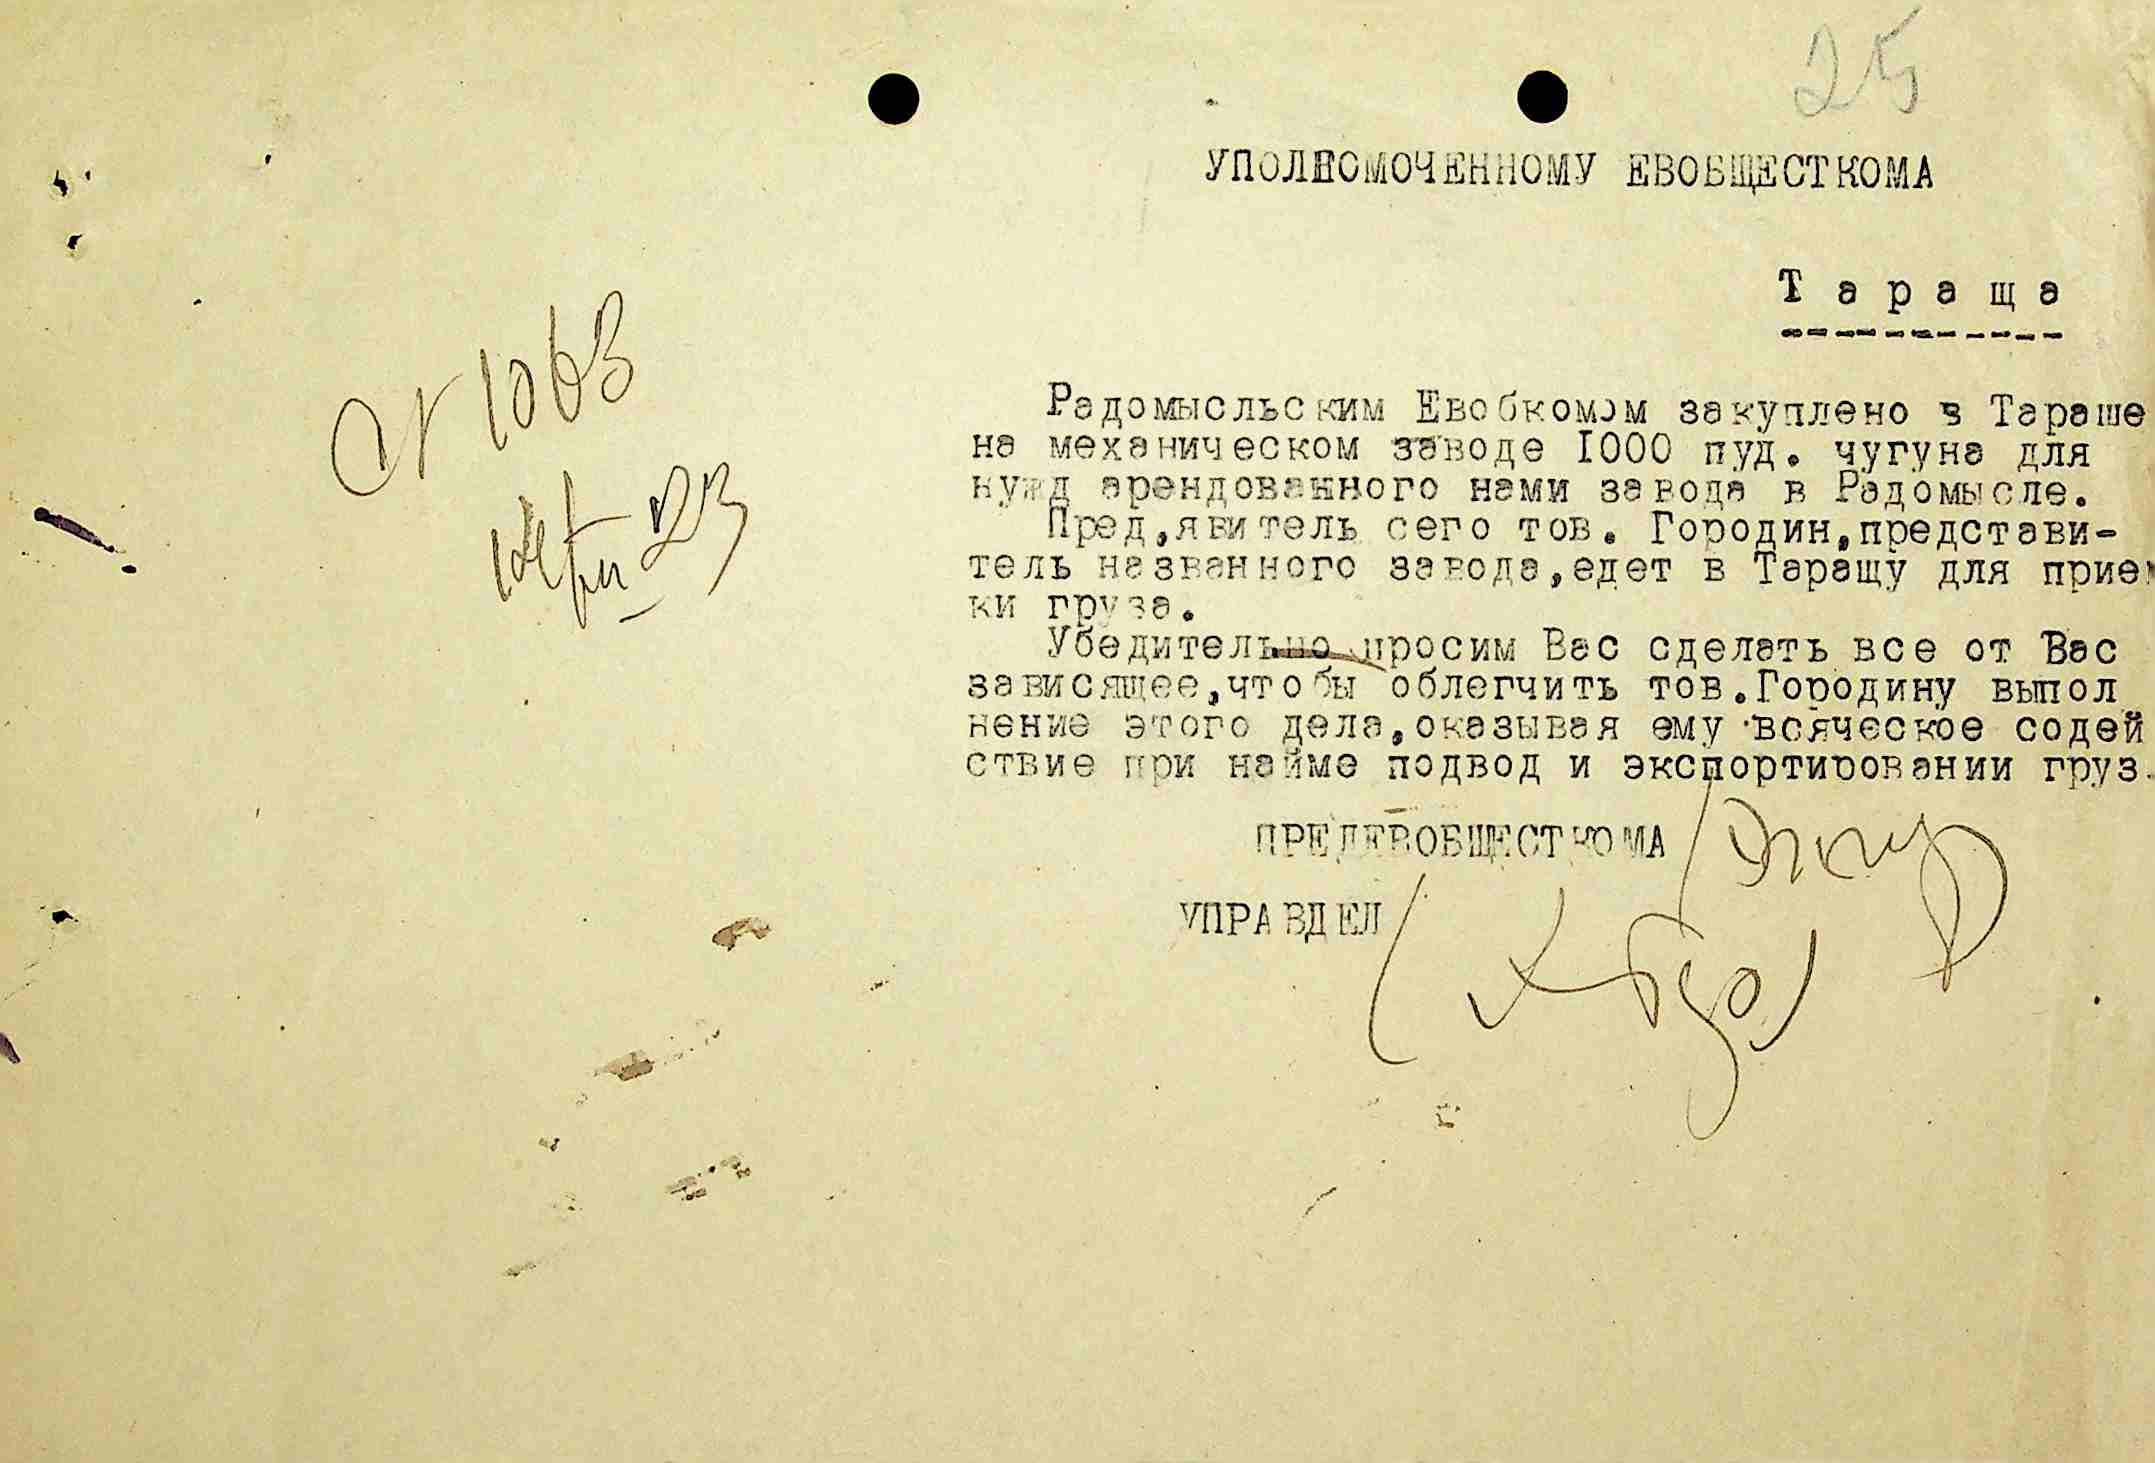 25
УПОЛНОМОЧЕННОМУ ЕВОБЩЕСТКОМА
Тараща
№ 1063
23
Радомысльским Евобкомом закуплено в Тараше
на механическом заводе 1000 пуд. чугуна для
нужд арендованного нами завода в Радомысле.
Пред,явитель сего тов. Городин,представи-
тель названного завода,едет в Таращу для прием
ки груза.
Убедительно просим Вас сделать все от Вас
зависящее,чтобы облегчить тов.Городину выпол
нение этого дела,оказывая ему всяческое содей
ствие при найме подвод и экспортировании груз
ПРЕДЕВОБЩЕСТКОМА
УПРАВДЕЛ